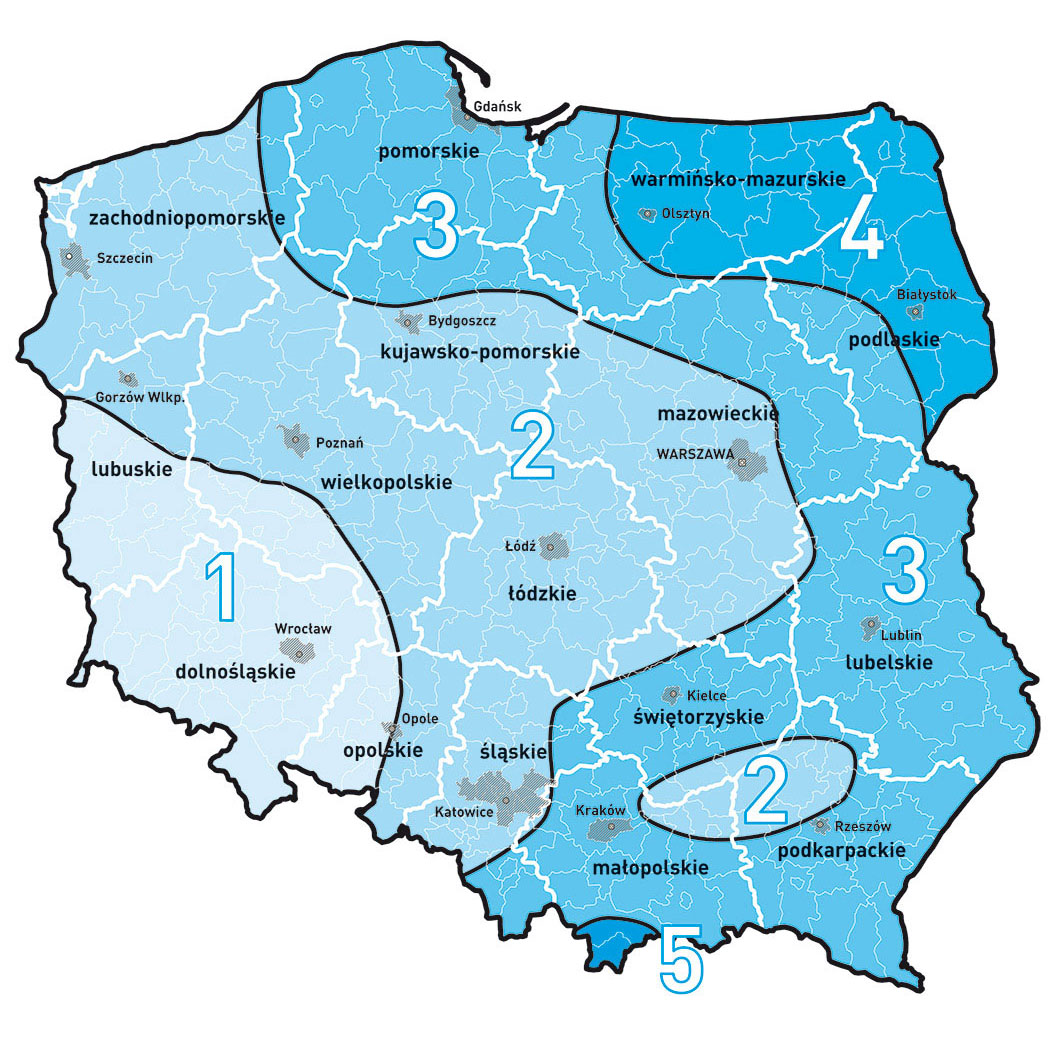 Gdańsk
pomorskie
warmińsko-mazurskie
Olsztyn
zachodniopomorskie
3
4
Szczecin
Białystok
Bydgoszcz
podlaskie
kujawsko-pomorskie
Gorzów Wlkp.
mazowieckie
2
Poznań
WARSZAWA
lubuskie
wielkopolskie
Łódź
3
1
łódzkie
Wrocław
Lublin
dolnośląskie
lubelskie
Kielce
Opole
świętorzyskie
opolskie
śląskie
2
Katowice
Kraków
Rzeszów
podkarpackie
małopolskie
5